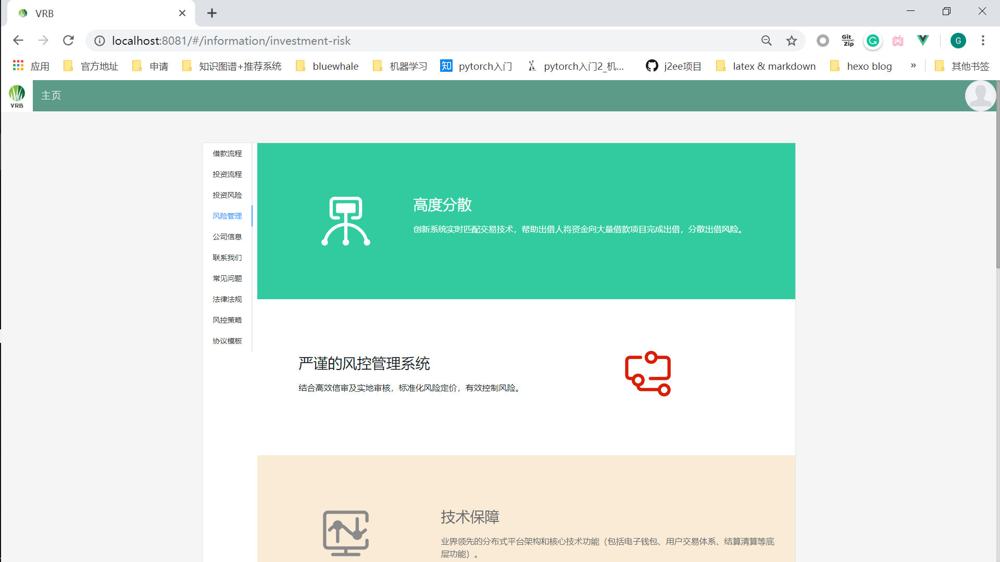 VRB
localhost:8081/#/information/investment-risk
Git Zip
G
应用
官方地址
申请
知识图谱+推荐系统
bluewhale
机器学习
知
pytorch入门
pytorch入门2_机...
j2ee项目
latex & markdown
hexo blog
»
其他书签
VRB
主页
借款流程
投资流程
投资风险
风险管理
公司信息
联系我们
常见问题
法律法规
风控策略
协议模板
高度分散
创新系统实时匹配交易技术，帮助出借人将资金向大量借款项目完成出借，分散出借风险。
严谨的风控管理系统
结合高效信审及实地审核，标准化风险定价，有效控制风险。
技术保障
业界领先的分布式平台架构和核心技术功能（包括电子钱包、用户交易体系、结算清算等底
层功能）。